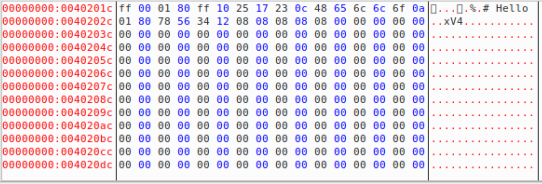 00000000:0040201c ff 00 01 80 ff 10 25 17 23 0c 48 65 6c 6c 6f 0a ▯...▯.%.# Hello
00000000:0040202c 01 80 78 56 34 12 08 08 08 08 08 00 00 00 00 00 ..xV4...........
00000000:0040203c 00 00 00 00 00 00 00 00 00 00 00 00 00 00 00 00 ................
00000000:0040204c 00 00 00 00 00 00 00 00 00 00 00 00 00 00 00 00 ................
00000000:0040205c 00 00 00 00 00 00 00 00 00 00 00 00 00 00 00 00 ................
00000000:0040206c 00 00 00 00 00 00 00 00 00 00 00 00 00 00 00 00 ................
00000000:0040207c 00 00 00 00 00 00 00 00 00 00 00 00 00 00 00 00 ................
00000000:0040208c 00 00 00 00 00 00 00 00 00 00 00 00 00 00 00 00 ................
00000000:0040209c 00 00 00 00 00 00 00 00 00 00 00 00 00 00 00 00 ................
00000000:004020ac 00 00 00 00 00 00 00 00 00 00 00 00 00 00 00 00 ................
00000000:004020bc 00 00 00 00 00 00 00 00 00 00 00 00 00 00 00 00 ................
00000000:004020cc 00 00 00 00 00 00 00 00 00 00 00 00 00 00 00 00 ................
00000000:004020dc 00 00 00 00 00 00 00 00 00 00 00 00 00 00 00 00 ................